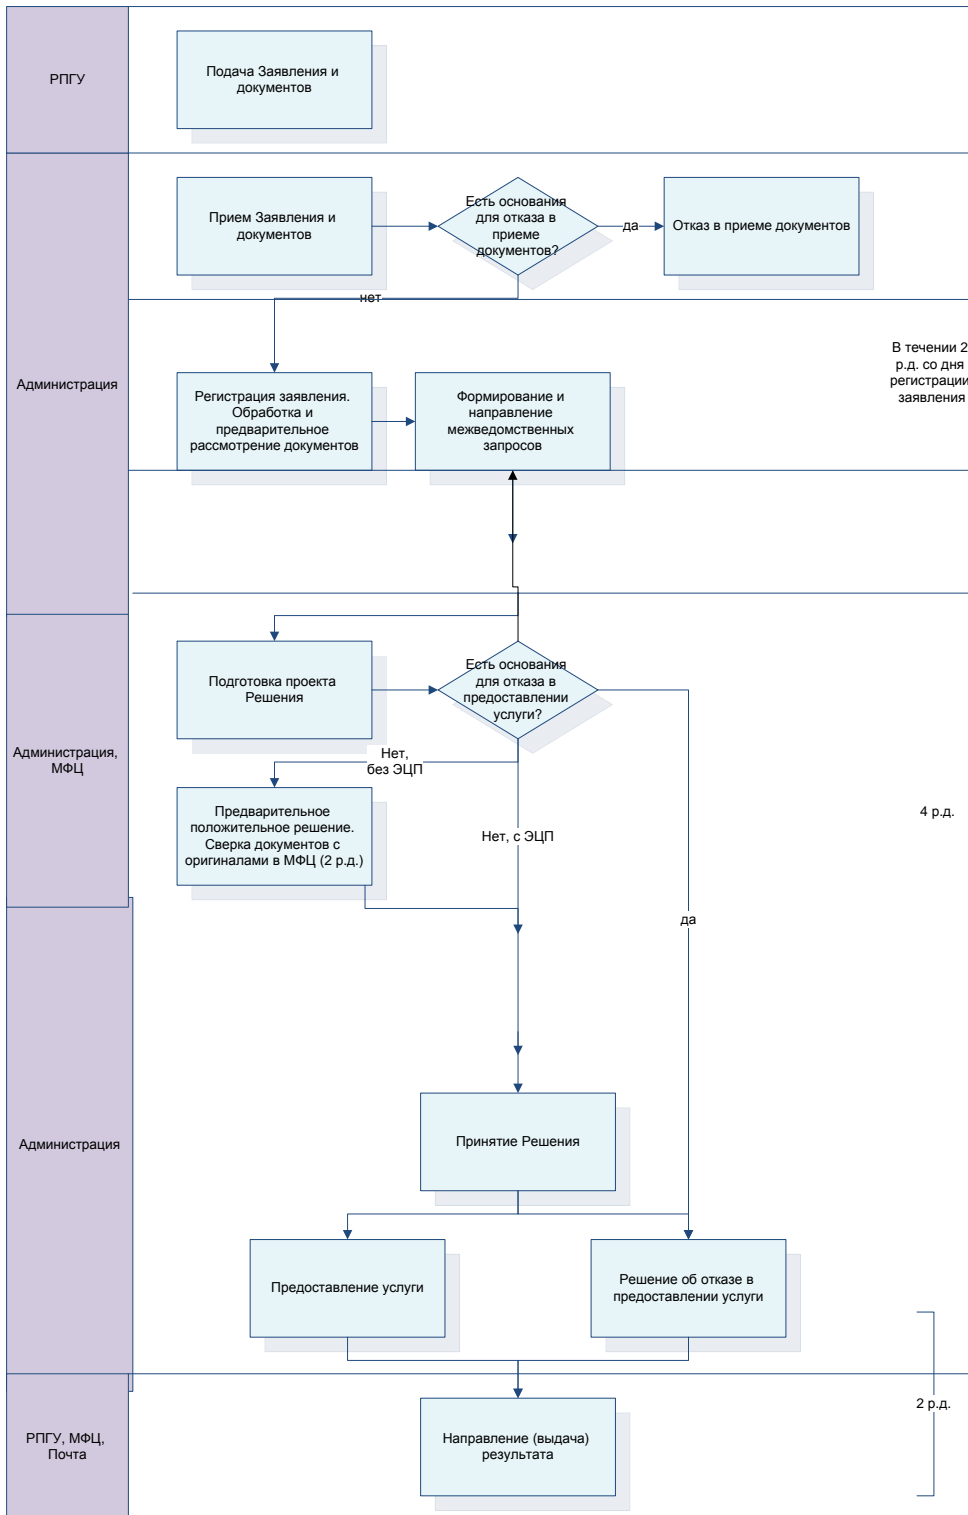 РПГУ
Подача Заявления и
документов
Администрация
Прием Заявления и
документов
Есть основания
для отказа в
приеме
документов?
да
Отказ в приеме документов
нет
Регистрация заявления.
Обработка и
предварительное
рассмотрение документов
Формирование и
направление
межведомственных
запросов
В течении 2
р.д. со дня
регистрации
заявления
Администрация,
МФЦ
Подготовка проекта
Решения
Есть основания
для отказа в
предоставлении
услуги?
Нет,
без ЭЦП
Предварительное
положительное решение.
Сверка документов с
оригиналами в МФЦ (2 р.д.)
Нет, с ЭЦП
4 р.д.
да
Администрация
Принятие Решения
Предоставление услуги
Решение об отказе в
предоставлении услуги
2 р.д.
РПГУ, МФЦ,
Почта
Направление (выдача)
результата